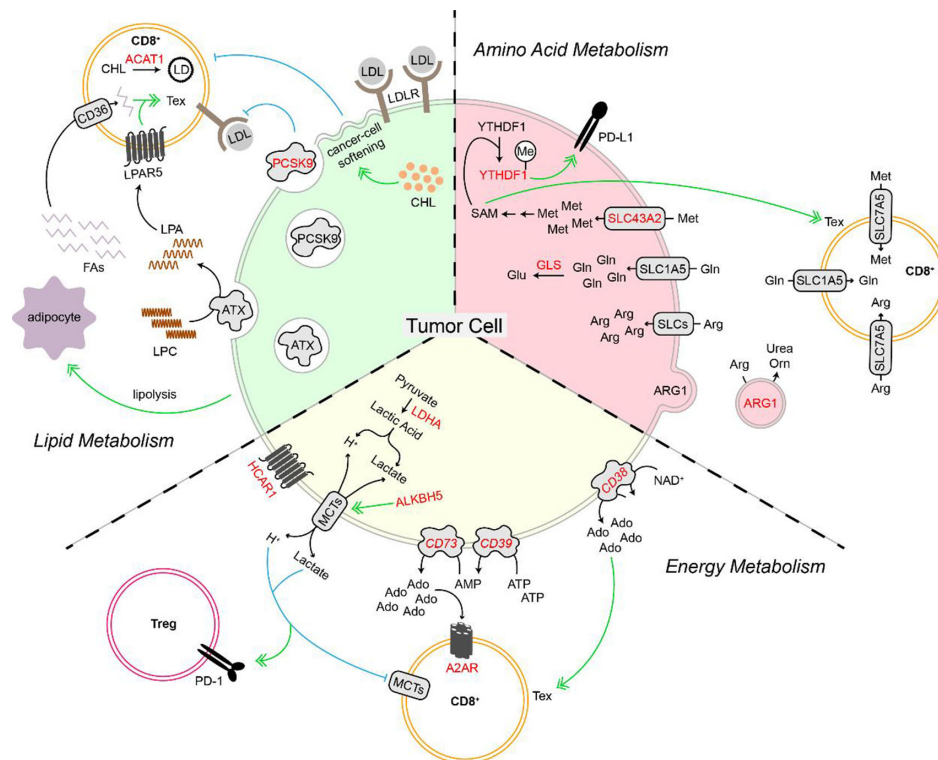 Amino Acid Metabolism
CD8⁺
ACAT1
CHL
LD
CD36
Tex
LPAR5
LDL
LDL
LDL
LDLR
PCSK9
cancer-cell
softening
CHL
PCSK9
LPA
FAs
ATX
LPC
adipocyte
ATX
lipolysis
Lipid Metabolism
Tumor Cell
YTHDF1
Me
YTHDF1
PD-L1
SAM
Met
Met
Met
Met
Met
SLC43A2
Met
Glu
GLS
Gln
Gln
Gln
Gln
Gln
SLC1A5
Gln
Arg
Arg
Arg
Arg
Arg
SLCs
Arg
ARG1
Arg
Urea
Orn
ARG1
Met
SLC7A5
Met
Tex
CD8⁺
Gln
SLC1A5
Gln
Arg
SLC7A5
Arg
Pyruvate
LDHA
Lactic Acid
H⁺
Lactate
HCAR1
MCTs
ALKBH5
H⁺
Lactate
CD73
CD39
CD38
NAD⁺
Ado
Ado
Ado
Ado
Ado
Energy Metabolism
Ado
Ado
Ado
Ado
Ado
AMP
ATP
ATP
Treg
PD-1
A2AR
MCTs
CD8⁺
Tex